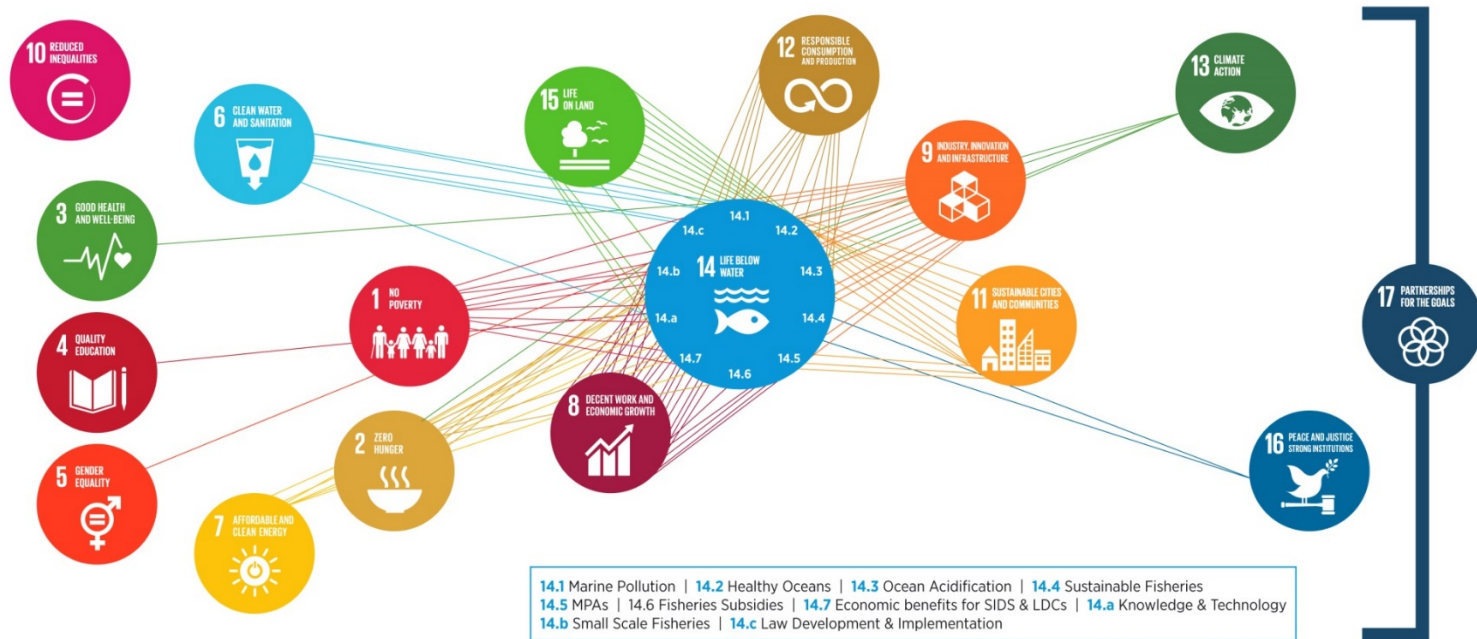 10 REDUCED
INEQUALITIES
6 CLEAN WATER
AND SANITATION
15 LIFE
ON LAND
12 RESPONSIBLE
CONSUMPTION
AND PRODUCTION
13 CLIMATE
ACTION
3 GOOD HEALTH
AND WELL-BEING
9 INDUSTRY, INNOVATION
AND INFRASTRUCTURE
14.1
14.2
14.3
14.4
14.5
14.6
14.7
14.a
14.b
14.c
14 LIFE BELOW
WATER
1 NO
POVERTY
11 SUSTAINABLE CITIES
AND COMMUNITIES
17 PARTNERSHIPS
FOR THE GOALS
4 QUALITY
EDUCATION
8 DECENT WORK AND
ECONOMIC GROWTH
2 ZERO
HUNGER
16 PEACE AND JUSTICE
STRONG INSTITUTIONS
5 GENDER
EQUALITY
7 AFFORDABLE AND
CLEAN ENERGY
14.1 Marine Pollution | 14.2 Healthy Oceans | 14.3 Ocean Acidification | 14.4 Sustainable Fisheries
14.5 MPAs | 14.6 Fisheries Subsidies | 14.7 Economic benefits for SIDS & LDCs | 14.a Knowledge & Technology
14.b Small Scale Fisheries | 14.c Law Development & Implementation